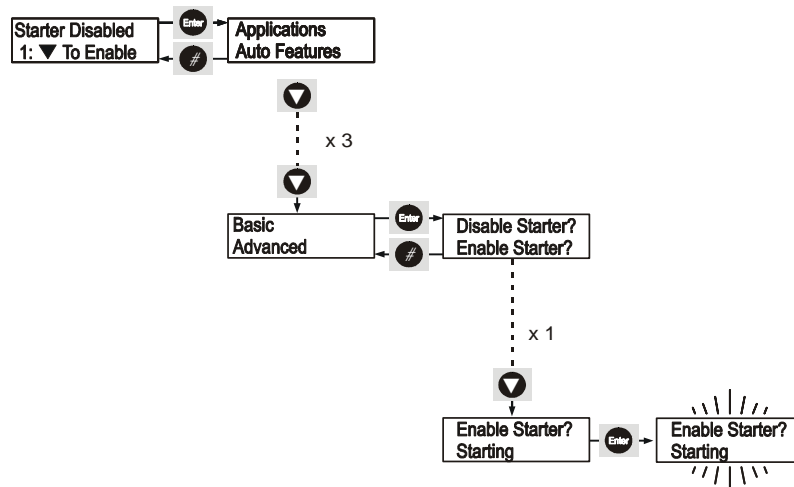 Starter Disabled
1: ▼ To Enable
Enter
#
Applications
Auto Features
x 3
Basic
Advanced
Enter
#
Disable Starter?
Enable Starter?
x 1
Enable Starter?
Starting
Enter
Enable Starter?
Starting